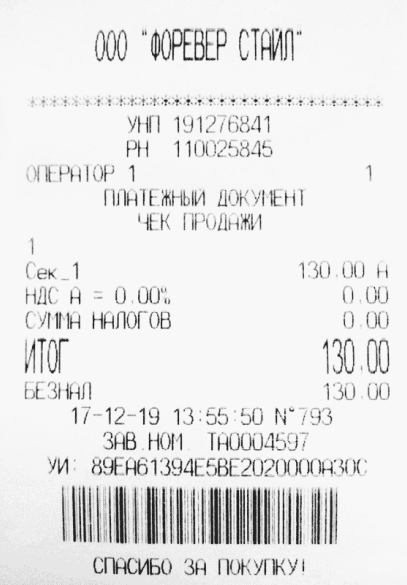 ООО "ФОРЕВЕР СТАЙЛ"
************************************
УНП 191276841
РН 110025845
ОПЕРАТОР 1 1
ПЛАТЕЖНЫЙ ДОКУМЕНТ
ЧЕК ПРОДАЖИ
1
Сек_1 130.00 А
НДС А = 0.00% 0.00
СУММА НАЛОГОВ 0.00
ИТОГ 130.00
БЕЗНАЛ 130.00
17-12-19 13:55:50 N°793
ЗАВ.НОМ. ТА0004597
УИ: 89EA61394E5BE2020000A30C
СПАСИБО ЗА ПОКУПКУ!